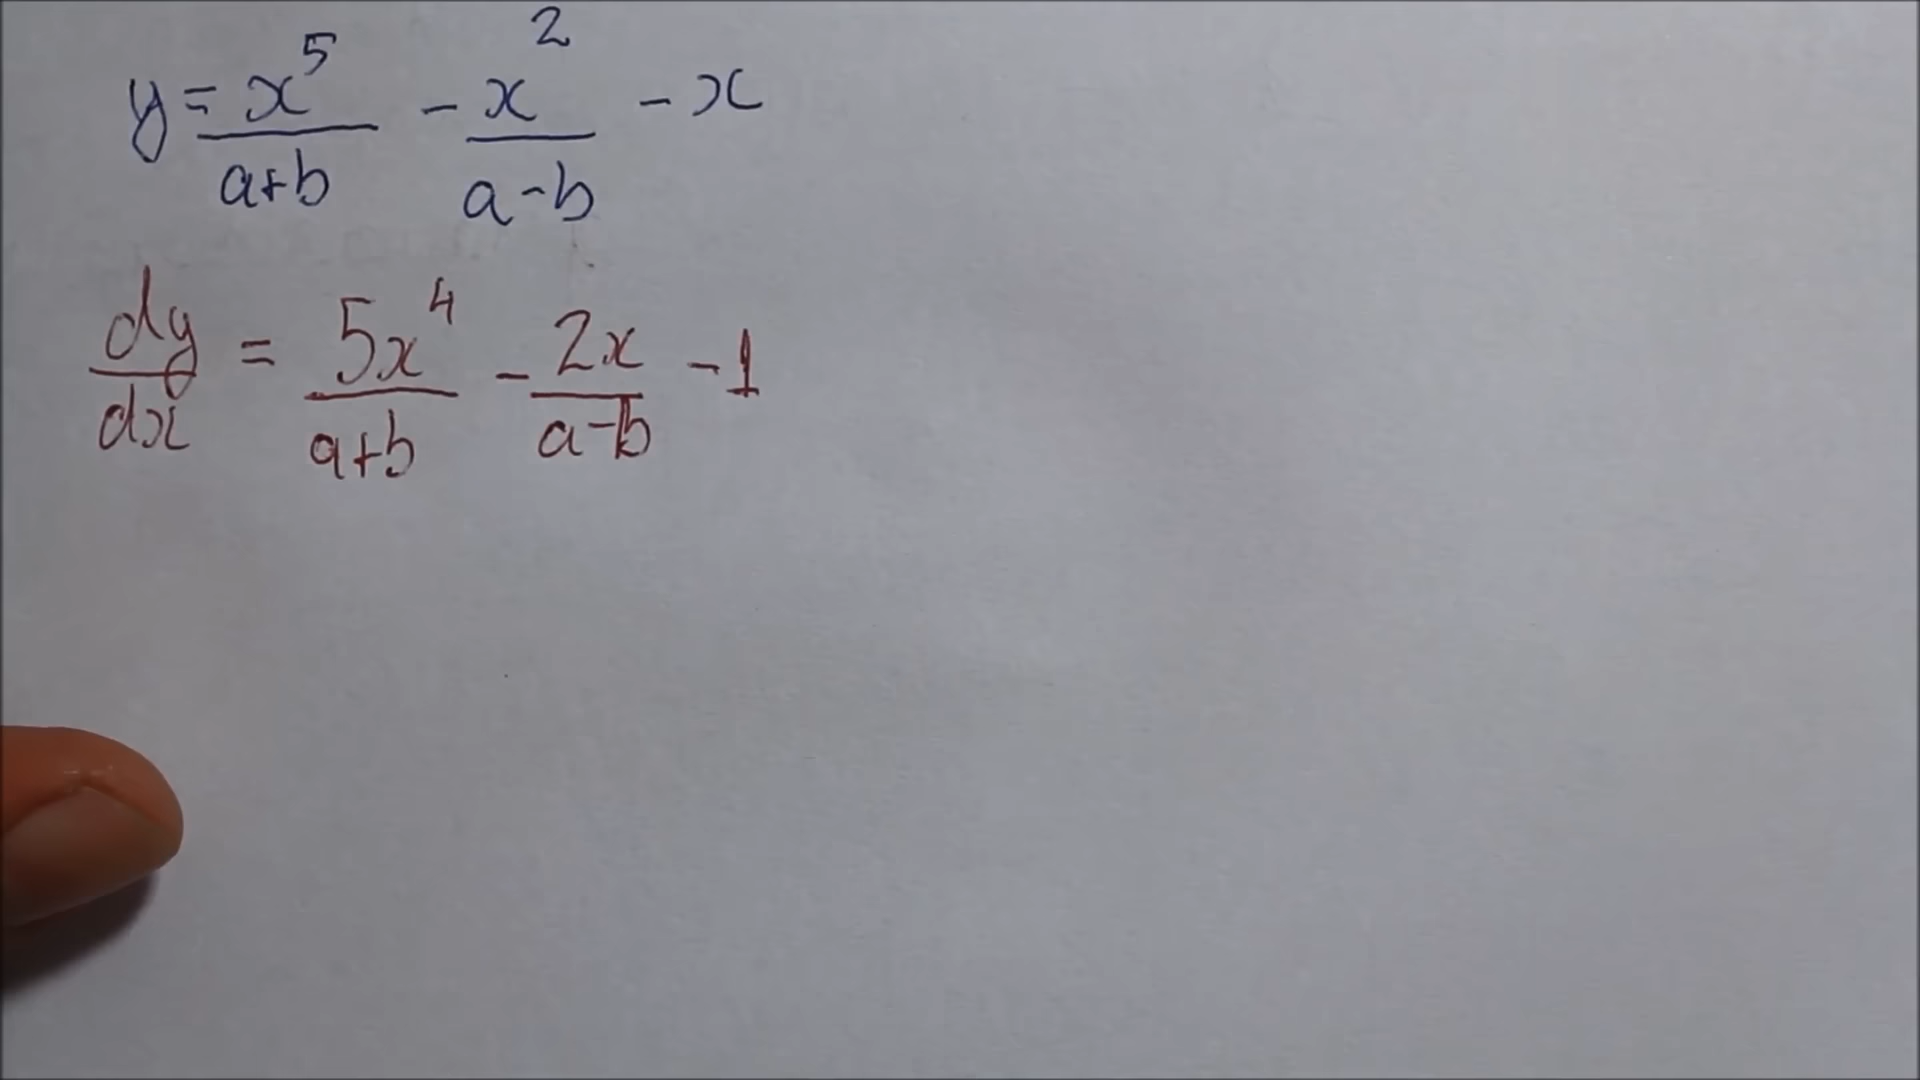 y = x^5/(a+b) - x^2/(a-b) - x
dy/dx = 5x^4/(a+b) - 2x/(a-b) - 1